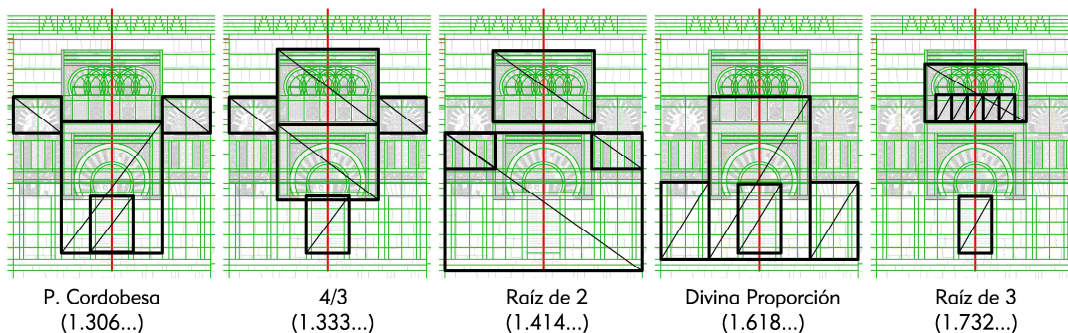 P. Cordobesa
(1.306...)
4/3
(1.333...)
Raíz de 2
(1.414...)
Divina Proporción
(1.618...)
Raíz de 3
(1.732...)